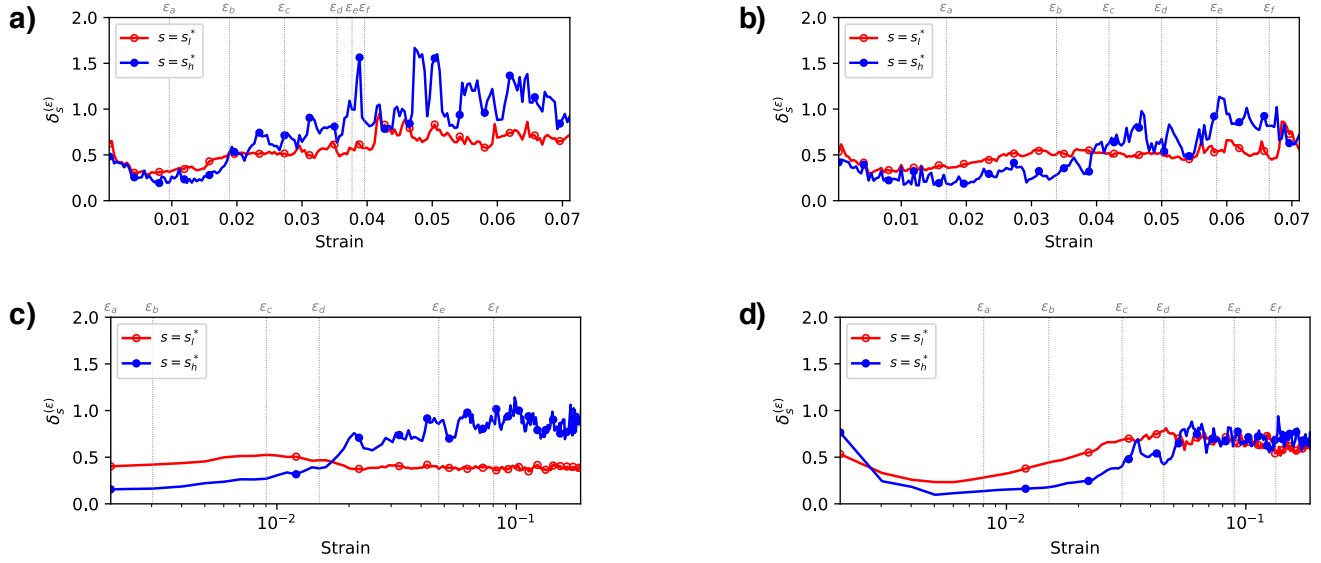 a)
ε_a ε_b ε_c ε_d ε_e ε_f
2.0
1.5
1.0
0.5
0.0
δ_s^(ε)
s = s_l^*
s = s_h^*
0.01 0.02 0.03 0.04 0.05 0.06 0.07
Strain
b)
ε_a ε_b ε_c ε_d ε_e ε_f
2.0
1.5
1.0
0.5
0.0
δ_s^(ε)
s = s_l^*
s = s_h^*
0.01 0.02 0.03 0.04 0.05 0.06 0.07
Strain
c)
ε_a ε_b ε_c ε_d ε_e ε_f
2.0
1.5
1.0
0.5
0.0
δ_s^(ε)
s = s_l^*
s = s_h^*
10^−2 10^−1
Strain
d)
ε_a ε_b ε_c ε_d ε_e ε_f
2.0
1.5
1.0
0.5
0.0
δ_s^(ε)
s = s_l^*
s = s_h^*
10^−2 10^−1
Strain